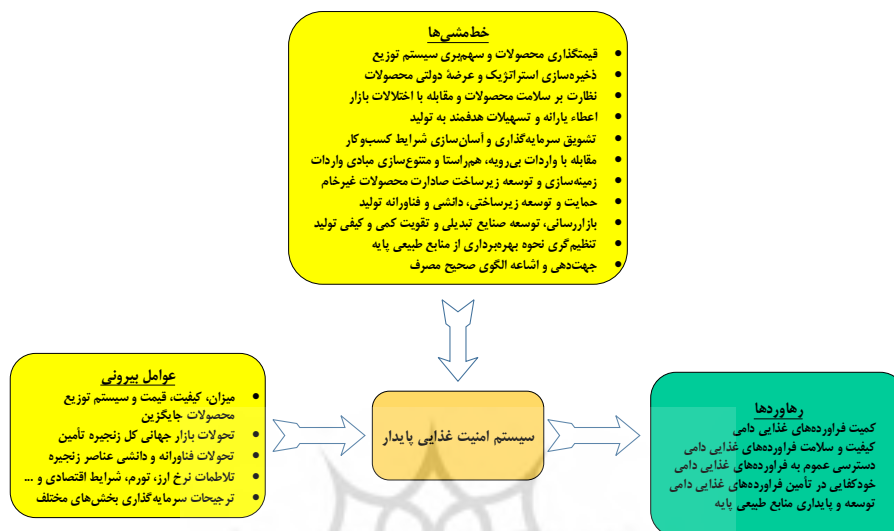 خط‌مشی‌ها
• قیمتگذاری محصولات و سهم‌بری سیستم توزیع
• ذخیره‌سازی استراتژیک و عرضهٔ دولتی محصولات
• نظارت بر سلامت محصولات و مقابله با اختلالات بازار
• اعطاء یارانه و تسهیلات هدفمند به تولید
• تشویق سرمایه‌گذاری و آسان‌سازی شرایط کسب‌وکار
• مقابله با واردات بی‌رویه، هم‌راستا و متنوع‌سازی مبادی واردات
• زمینه‌سازی و توسعه زیرساخت صادارت محصولات غیرخام
• حمایت و توسعه زیرساختی، دانشی و فناورانه تولید
• بازاررسانی، توسعه صنایع تبدیلی و تقویت کمی و کیفی تولید
• تنظیم‌گری نحوه بهره‌برداری از منابع طبیعی پایه
• جهت‌دهی و اشاعه الگوی صحیح مصرف
عوامل بیرونی
• میزان، کیفیت، قیمت و سیستم توزیع
محصولات جایگزین
• تحولات بازار جهانی کل زنجیره تأمین
• تحولات فناورانه و دانشی عناصر زنجیره
• تلاطمات نرخ ارز، تورم، شرایط اقتصادی و ...
• ترجیحات سرمایه‌گذاری بخش‌های مختلف
سیستم امنیت غذایی پایدار
رهاوردها
کمیت فراورده‌های غذایی دامی
کیفیت و سلامت فراورده‌های غذایی دامی
دسترسی عموم به فراورده‌های غذایی دامی
خودکفایی در تأمین فراورده‌های غذایی دامی
توسعه و پایداری منابع طبیعی پایه